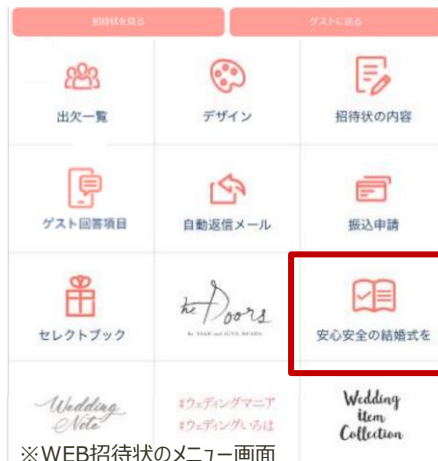 招待状を見る
ゲストに送る
出欠一覧
デザイン
招待状の内容
ゲスト回答項目
自動返信メール
振込申請
セレクトブック
the Doors
安心安全の結婚式を
Wedding
Note
#ウェディングマニア
#ウェディングいろは
Wedding
item
Collection
※WEB招待状のメニュー画面